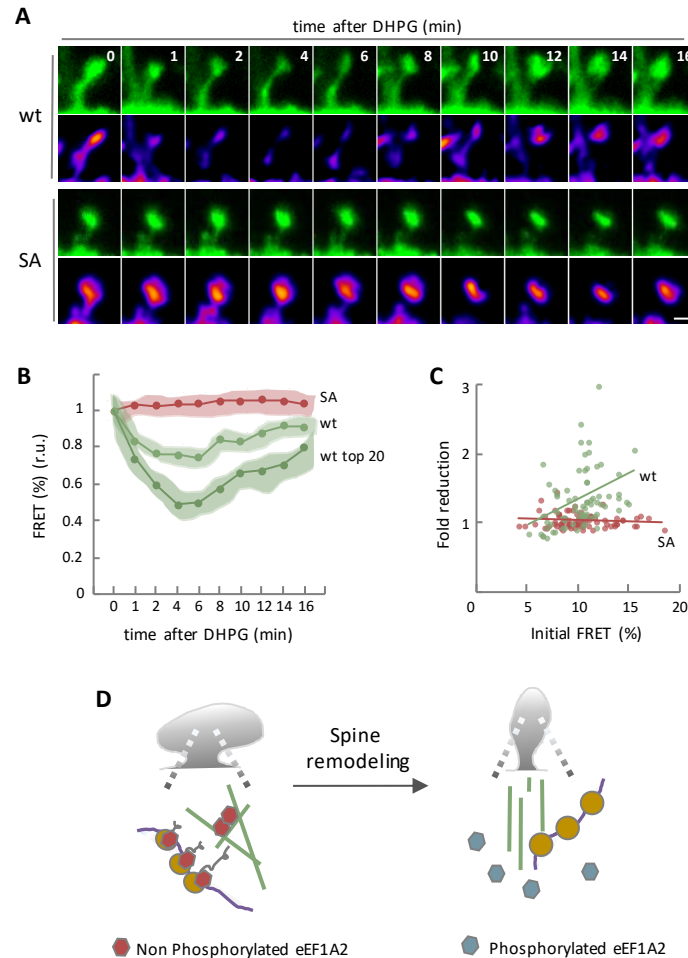 A
time after DHPG (min)
0 1 2 4 6 8 10 12 14 16
wt
SA
B
C
1
0.8
0.6
0.4
0.2
0
FRET (%) (r.u.)
SA
wt
wt top 20
0 1 2 4 6 8 10 12 14 16
time after DHPG (min)
3
2
1
Fold reduction
wt
SA
0 5 10 15 20
Initial FRET (%)
D
Spine
remodeling
Non Phosphorylated eEF1A2
Phosphorylated eEF1A2